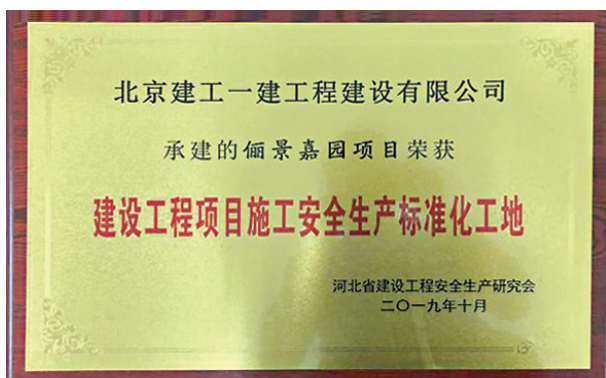 北京建工一建工程建设有限公司
承建的俪景嘉园项目荣获
建设工程项目施工安全生产标准化工地
河北省建设工程安全生产研究会
二〇一九年十月